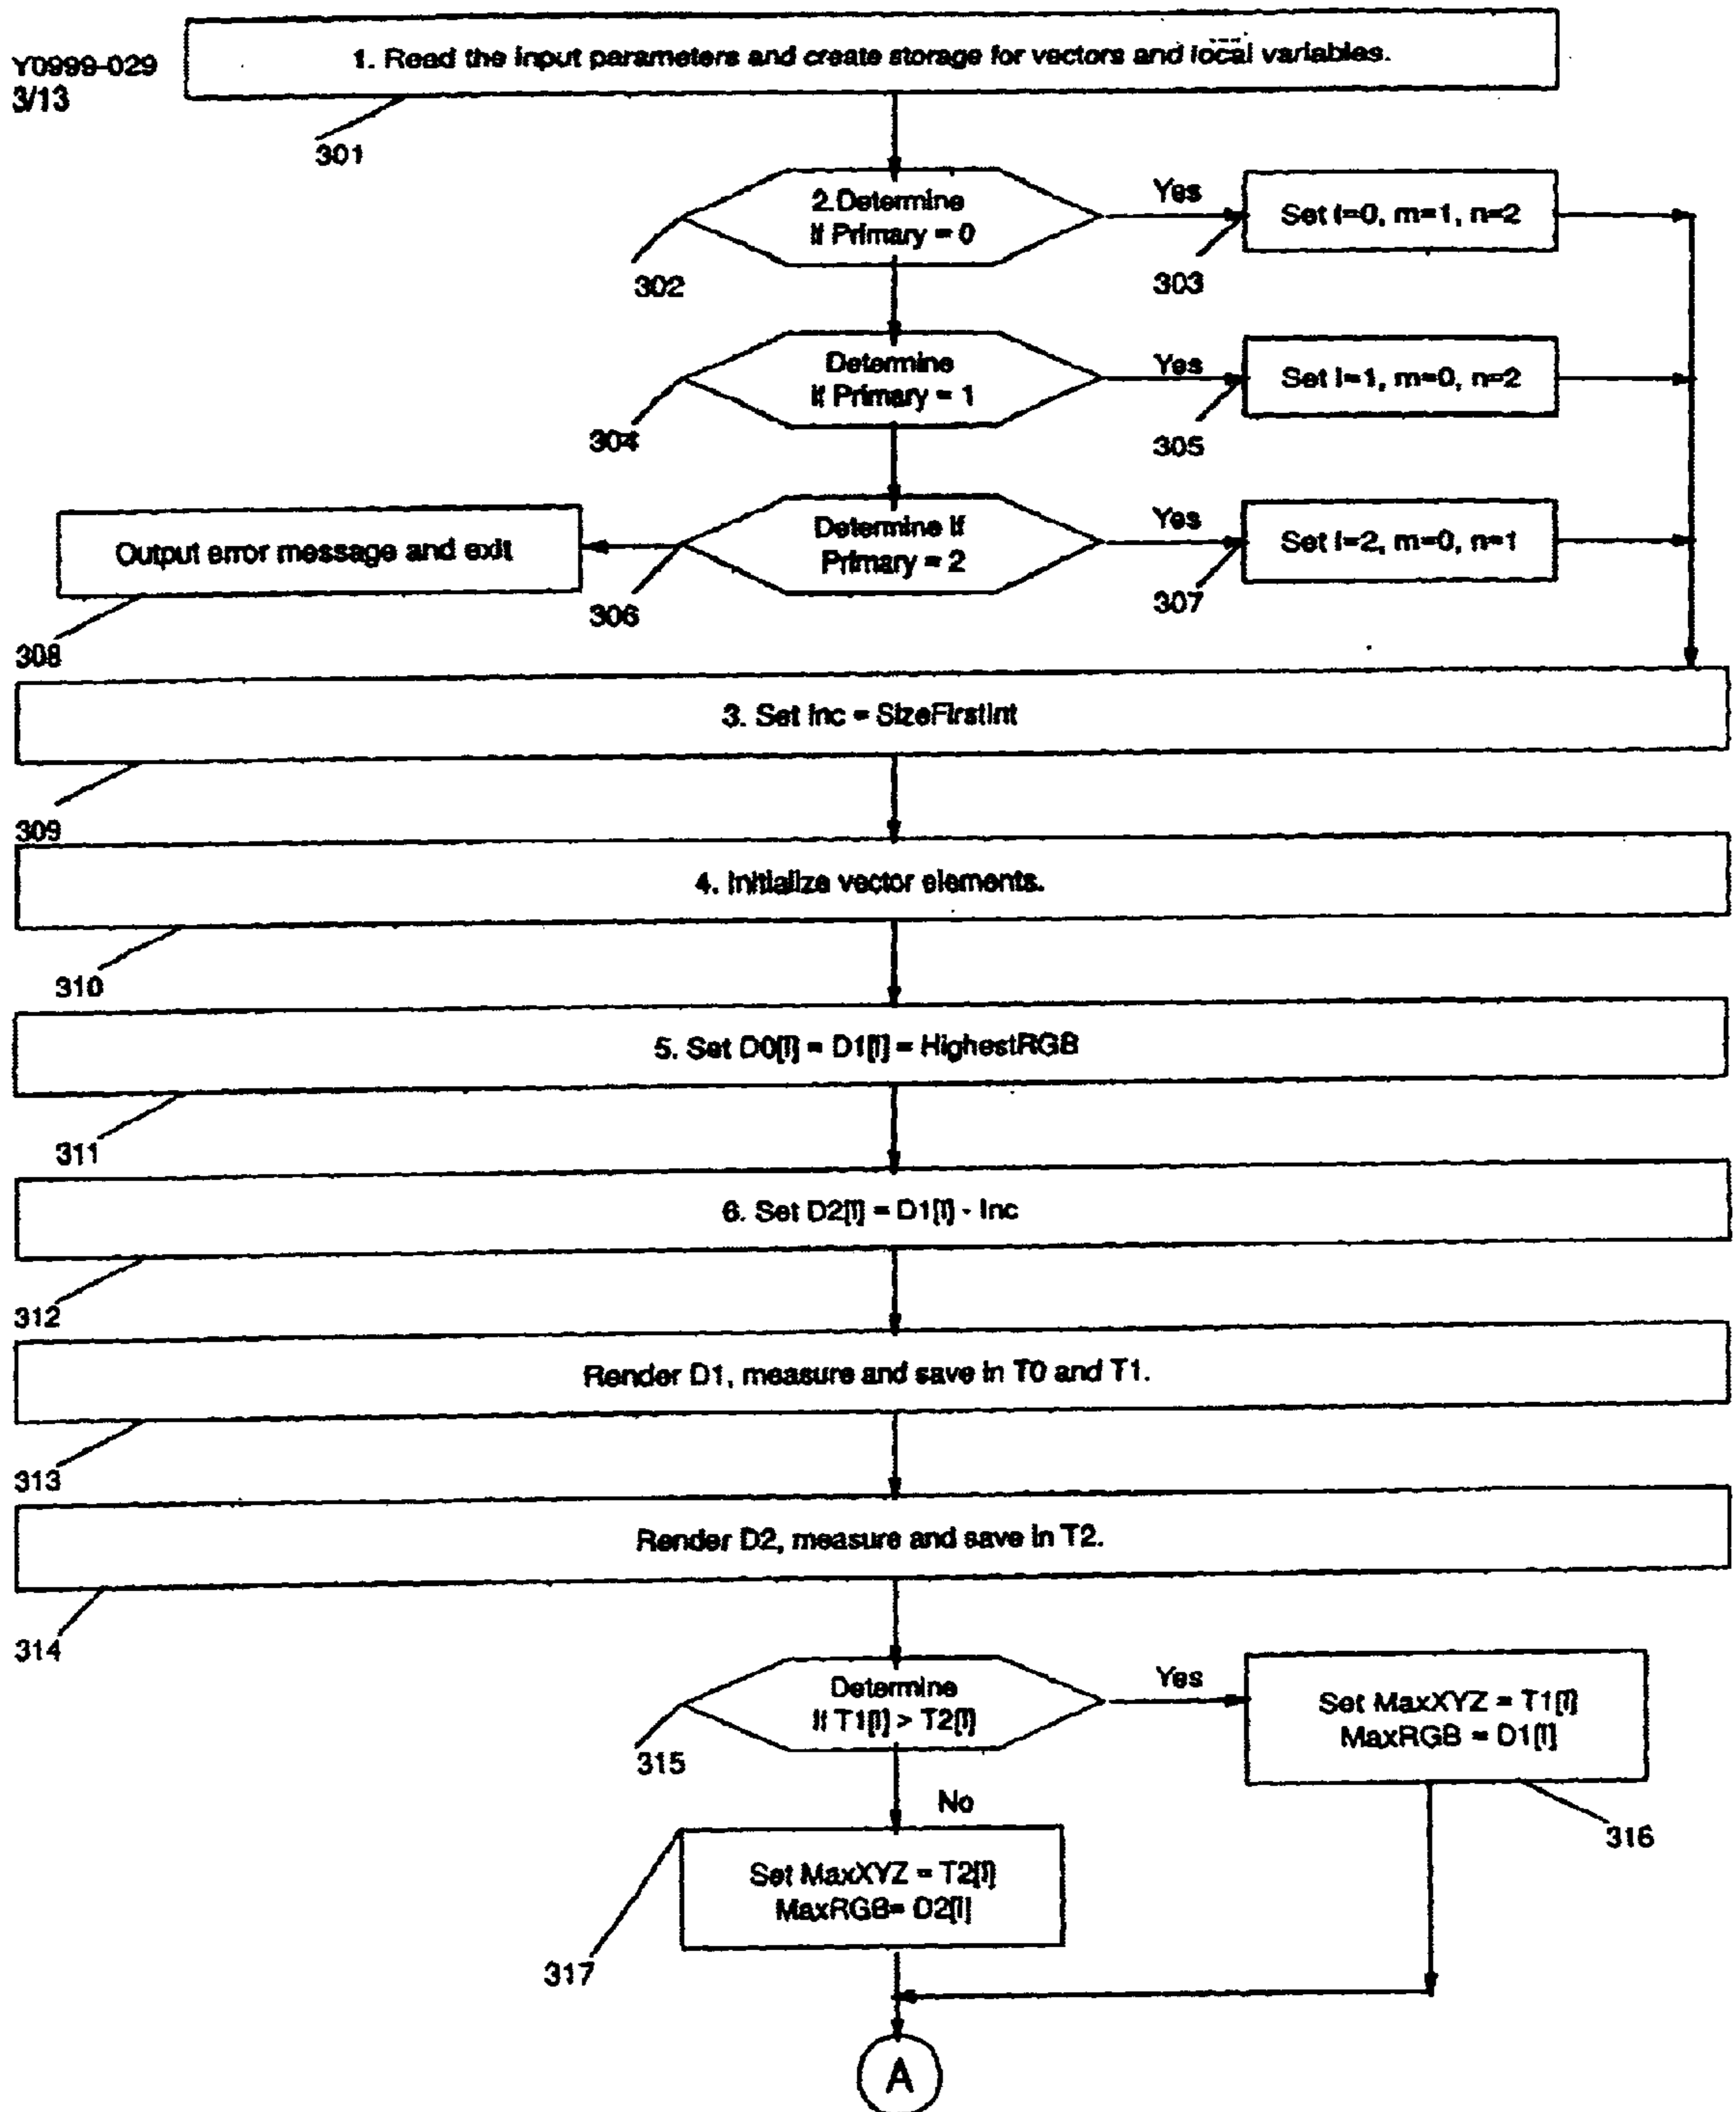 Y0999-029
3/13
1. Read the input parameters and create storage for vectors and local variables.
301
2.Determine
if Primary = 0
Yes
Set l=0, m=1, n=2
302
303
Determine
if Primary = 1
Yes
Set l=1, m=0, n=2
304
305
Determine if
Primary = 2
Yes
Set l=2, m=0, n=1
Output error message and exit
306
307
308
3. Set Inc = SizeFirstInt
309
4. Initialize vector elements.
310
5. Set D0[l] = D1[l] = HighestRGB
311
6. Set D2[l] = D1[l] - Inc
312
Render D1, measure and save in T0 and T1.
313
Render D2, measure and save in T2.
314
Determine
if T1[l] > T2[l]
Yes
Set MaxXYZ = T1[l]
MaxRGB = D1[l]
315
316
No
Set MaxXYZ = T2[l]
MaxRGB= D2[l]
317
A